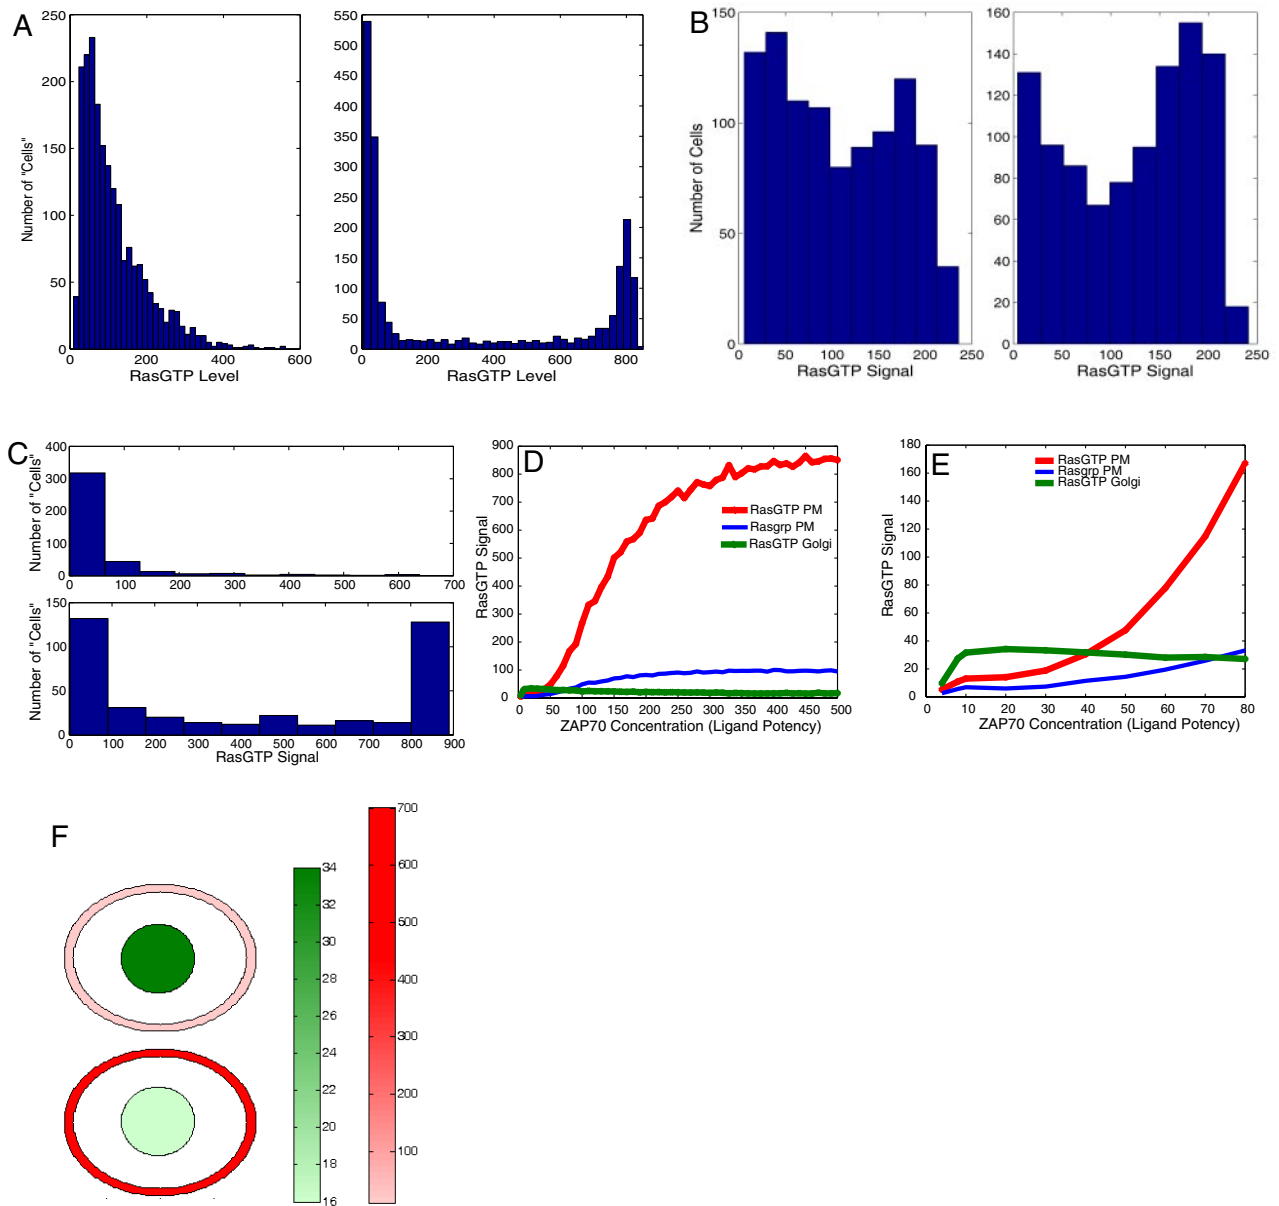 A
250
200
150
100
50
0
Number of "Cells"
0 200 400 600
RasGTP Level
550
500
450
400
350
300
250
200
150
100
50
0
0 200 400 600 800
RasGTP Level
B
150
100
50
0
Number of Cells
0 50 100 150 200 250
RasGTP Signal
160
140
120
100
80
60
40
20
0
0 50 100 150 200 250
RasGTP Signal
C
400
300
200
100
0
Number of "Cells"
0 100 200 300 400 500 600 700
150
100
50
0
Number of "Cells"
0 100 200 300 400 500 600 700 800 900
RasGTP Signal
D
900
800
700
600
500
400
300
200
100
0
RasGTP Signal
RasGTP PM
Rasgrp PM
RasGTP Golgi
0 50 100 150 200 250 300 350 400 450 500
ZAP70 Concentration (Ligand Potency)
E
180
160
140
120
100
80
60
40
20
0
RasGTP Signal
RasGTP PM
Rasgrp PM
RasGTP Golgi
0 10 20 30 40 50 60 70 80
ZAP70 Concentration (Ligand Potency)
F
34
32
30
28
26
24
22
20
18
16
700
600
500
400
300
200
100